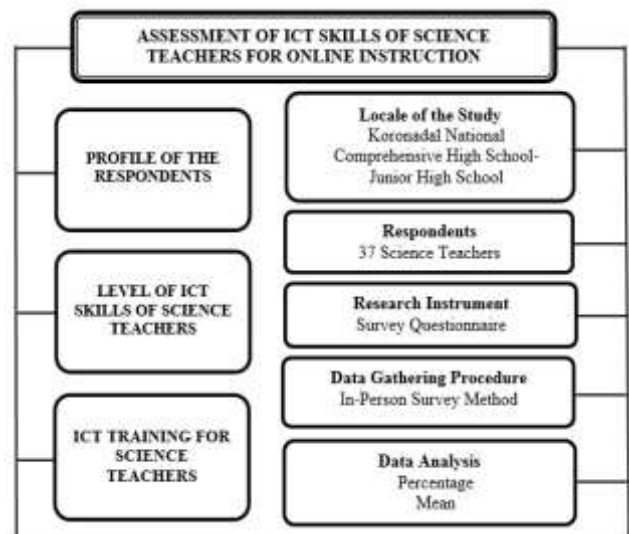 ASSESSMENT OF ICT SKILLS OF SCIENCE
TEACHERS FOR ONLINE INSTRUCTION
PROFILE OF THE
RESPONDENTS
LEVEL OF ICT
SKILLS OF SCIENCE
TEACHERS
ICT TRAINING FOR
SCIENCE
TEACHERS
Locale of the Study
Koronadal National
Comprehensive High School-
Junior High School
Respondents
37 Science Teachers
Research Instrument
Survey Questionnaire
Data Gathering Procedure
In-Person Survey Method
Data Analysis
Percentage
Mean